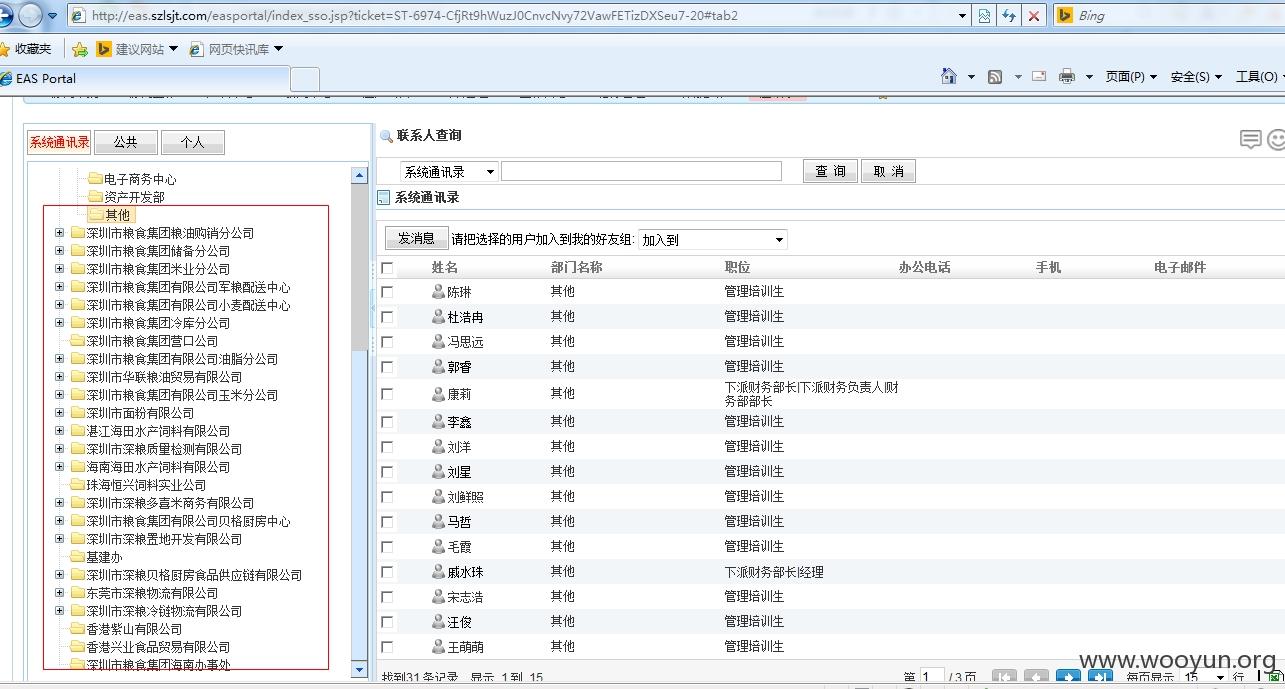 http://eas.szlsjt.com/easportal/index_sso.jsp?ticket=ST-6974-CfjRt9hWuzJ0CnvcNvy72VawFETizDXSeu7-20#tab2
Bing
收藏夹 建议网站 网页快讯库
EAS Portal
页面(P) 安全(S) 工具(O)
系统通讯录 公共 个人
电子商务中心
资产开发部
其他
深圳市粮食集团粮油购销分公司
深圳市粮食集团储备分公司
深圳市粮食集团米业分公司
深圳市粮食集团有限公司军粮配送中心
深圳市粮食集团有限公司小麦配送中心
深圳市粮食集团冷库分公司
深圳市粮食集团营口公司
深圳市粮食集团有限公司油脂分公司
深圳市华联粮油贸易有限公司
深圳市粮食集团有限公司玉米分公司
深圳市面粉有限公司
湛江海田水产饲料有限公司
深圳市深粮质量检测有限公司
海南海田水产饲料有限公司
珠海恒兴饲料实业公司
深圳市深粮多喜米商务有限公司
深圳市粮食集团有限公司贝格厨房中心
深圳市深粮置地开发有限公司
基建办
深圳市深粮贝格厨房食品供应链有限公司
东莞市深粮物流有限公司
深圳市深粮冷链物流有限公司
香港紫山有限公司
香港兴业食品贸易有限公司
深圳市粮食集团海南办事处
联系人查询
系统通讯录 查 询 取 消
系统通讯录
发消息 请把选择的用户加入到我的好友组: 加入到
姓名 部门名称 职位 办公电话 手机 电子邮件
陈琳 其他 管理培训生
杜洁冉 其他 管理培训生
冯思远 其他 管理培训生
郭睿 其他 管理培训生
康莉 其他 下派财务部长|下派财务负责人|财
务部部长
李鑫 其他 管理培训生
刘洋 其他 管理培训生
刘星 其他 管理培训生
刘鲜照 其他 管理培训生
马哲 其他 管理培训生
毛霞 其他 管理培训生
戚水珠 其他 下派财务部长|经理
宋志浩 其他 管理培训生
汪俊 其他 管理培训生
王萌萌 其他 管理培训生
找到31条记录 显示 1到 15
第 1 / 3页 每页显示 15 行
www.wooyun.org